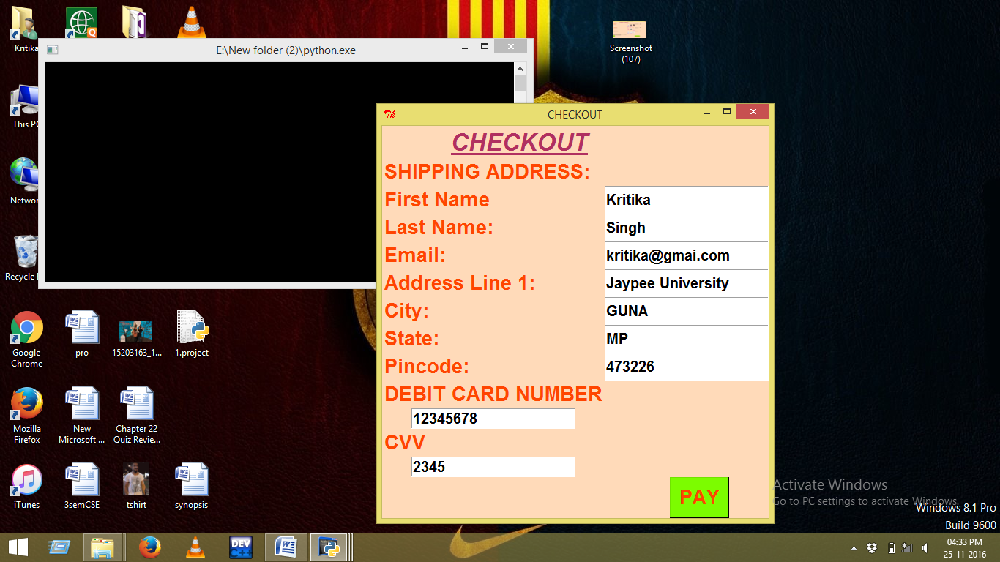 Kritika
Screenshot
(107)
E:\New folder (2)\python.exe
This PC
Network
Recycle
CHECKOUT
CHECKOUT
SHIPPING ADDRESS:
First Name
Kritika
Last Name:
Singh
Email:
kritika@gmai.com
Address Line 1:
Jaypee University
City:
GUNA
State:
MP
Pincode:
473226
DEBIT CARD NUMBER
12345678
CVV
2345
PAY
Google
Chrome
pro
15203163_1...
1.project
Mozilla
Firefox
New
Microsoft ...
Chapter 22
Quiz Revie...
iTunes
3semCSE
tshirt
synopsis
Activate Windows
Go to PC settings to activate Windows.
Windows 8.1 Pro
Build 9600
DEV
C++
04:33 PM
25-11-2016